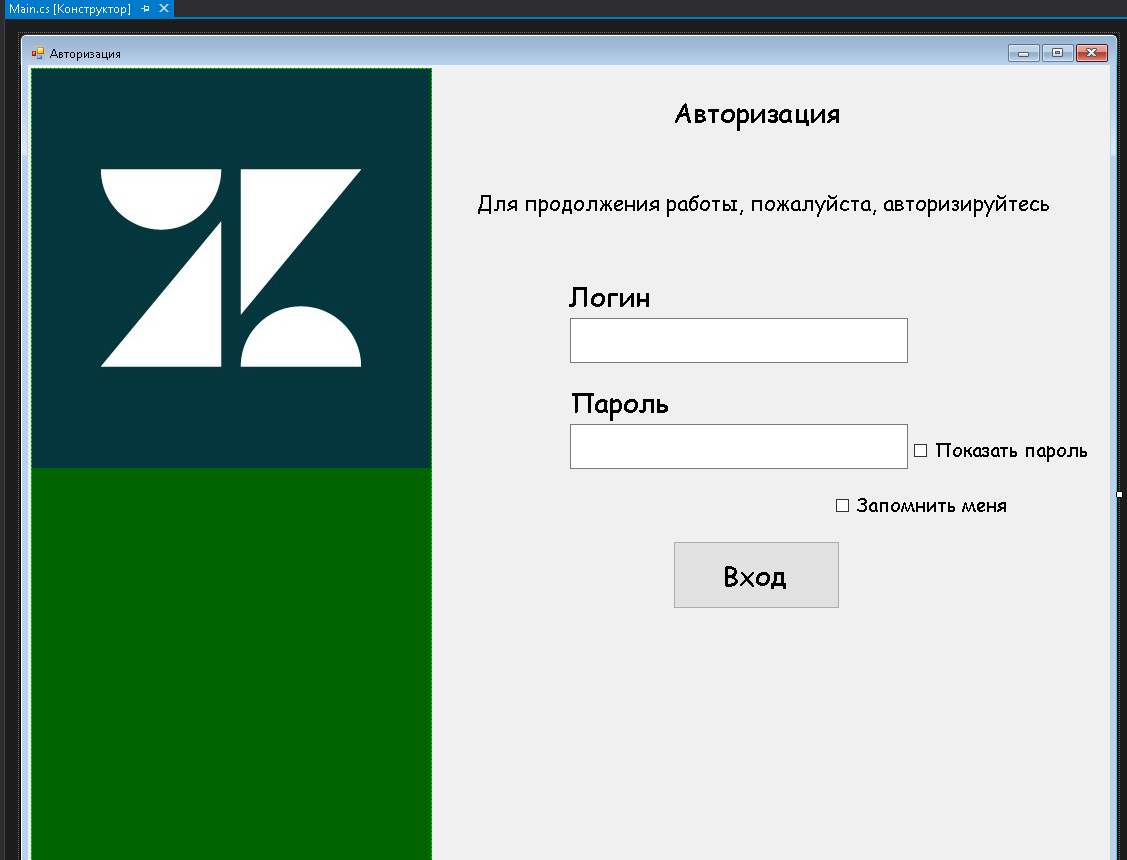 Main.cs [Конструктор]
Авторизация
Авторизация
Для продолжения работы, пожалуйста, авторизируйтесь
Логин
Пароль
Показать пароль
Запомнить меня
Вход